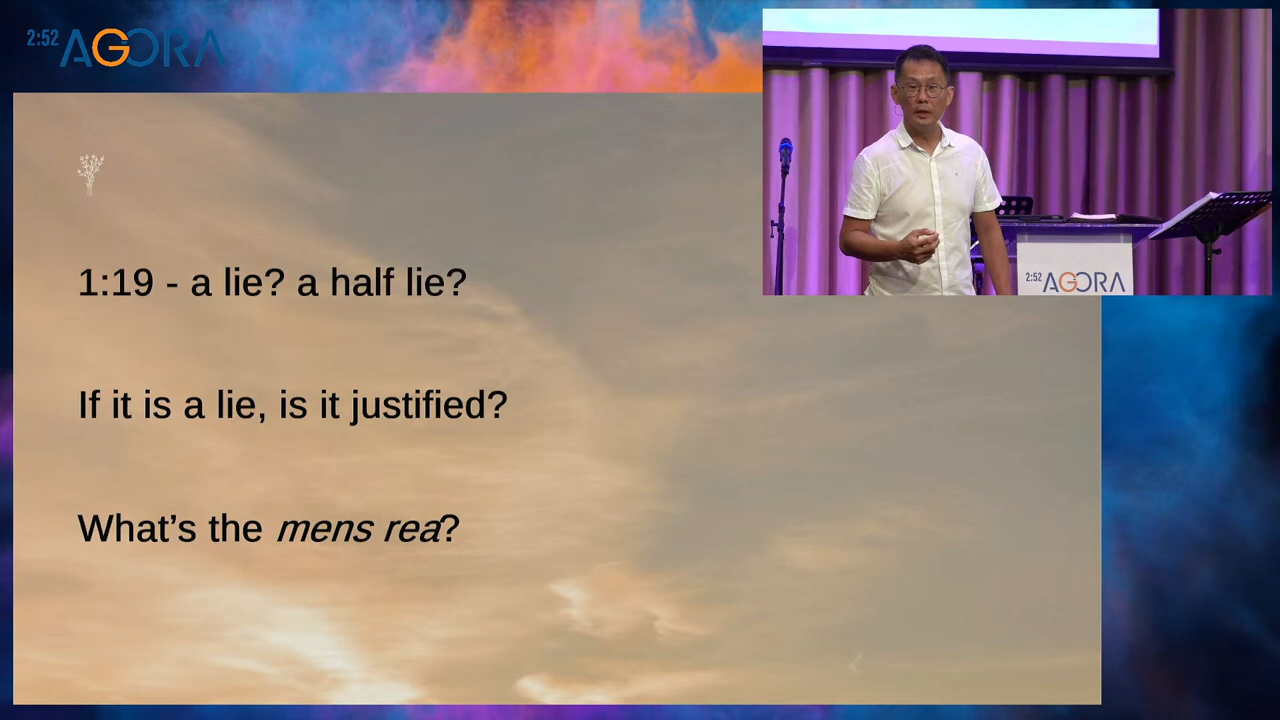 2:52 AGORA
1:19 - a lie? a half lie?
If it is a lie, is it justified?
What’s the mens rea?
2:52 AGORA